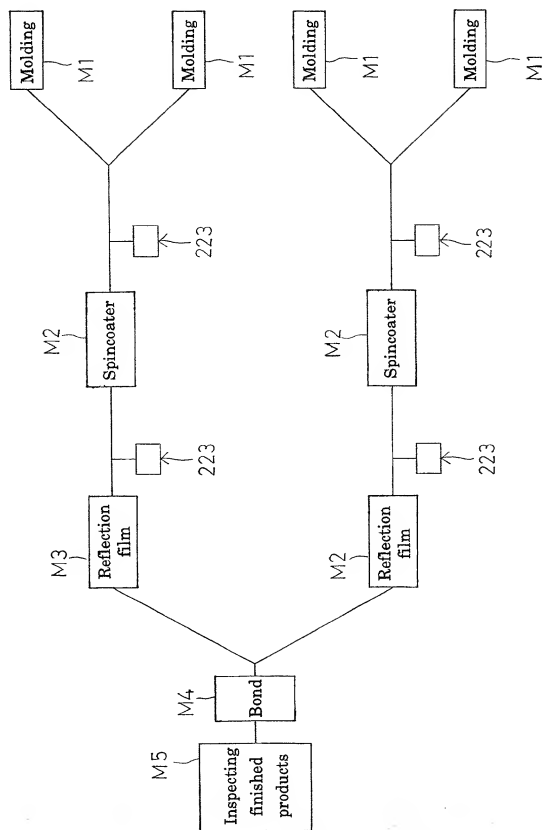 Molding
M1
Molding
M1
Molding
M1
Molding
M1
223
223
M2
Spincoater
M2
Spincoater
223
223
M3
Reflection
film
M2
Reflection
film
M4
Bond
M5
Inspecting
finished
products